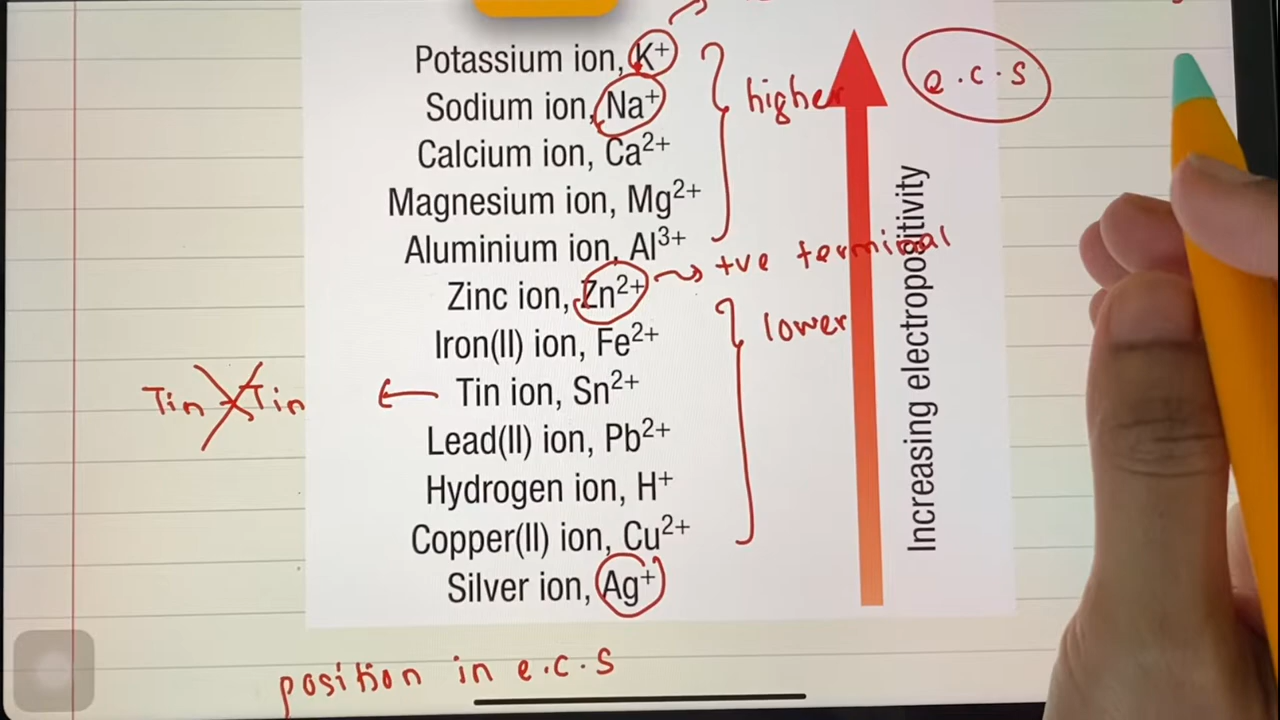 Potassium ion, K⁺
Sodium ion, Na⁺
Calcium ion, Ca²⁺
Magnesium ion, Mg²⁺
Aluminium ion, Al³⁺
Zinc ion, Zn²⁺
Iron(II) ion, Fe²⁺
Tin ion, Sn²⁺
Lead(II) ion, Pb²⁺
Hydrogen ion, H⁺
Copper(II) ion, Cu²⁺
Silver ion, Ag⁺
higher
+ve terminal
lower
e.c.s
Increasing electropositivity
Tin Tin
position in e.c.s